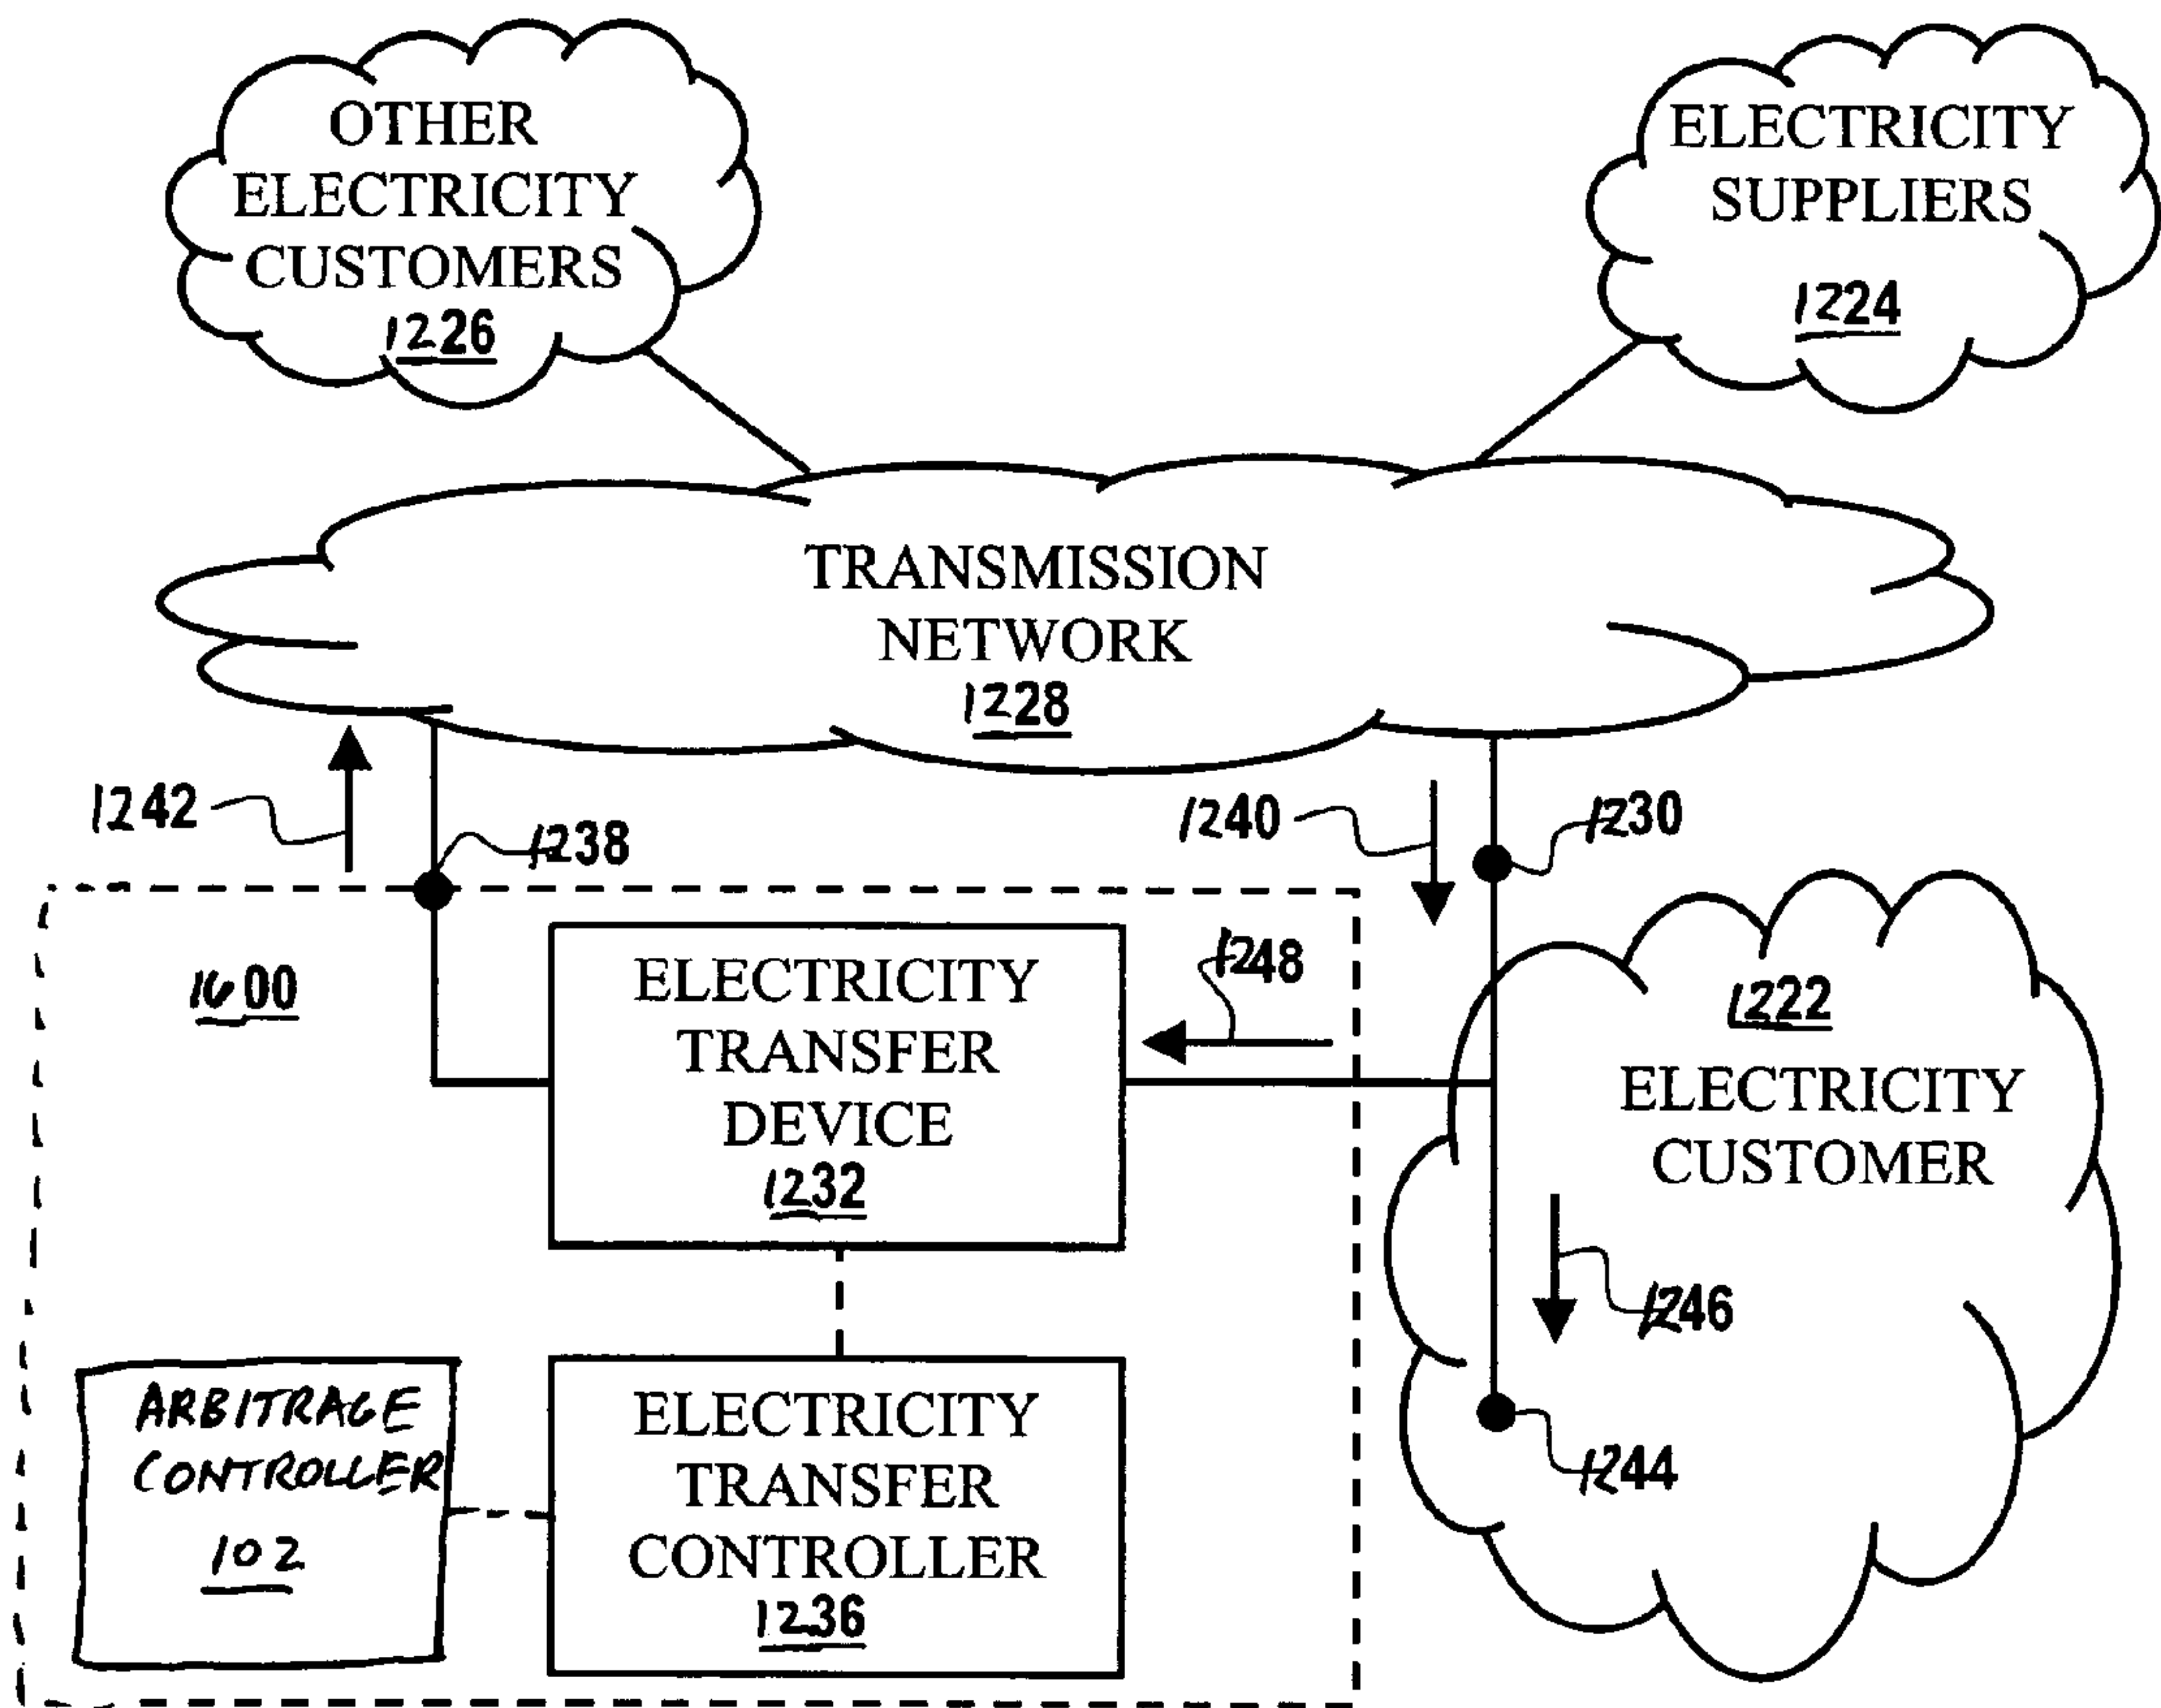 OTHER
ELECTRICITY
CUSTOMERS
1226
ELECTRICITY
SUPPLIERS
1224
TRANSMISSION
NETWORK
1228
1242
1238
1240
1230
1600
ELECTRICITY
TRANSFER
DEVICE
1232
1248
1222
ELECTRICITY
CUSTOMER
1246
1244
ARBITRAGE
CONTROLLER
102
ELECTRICITY
TRANSFER
CONTROLLER
1236